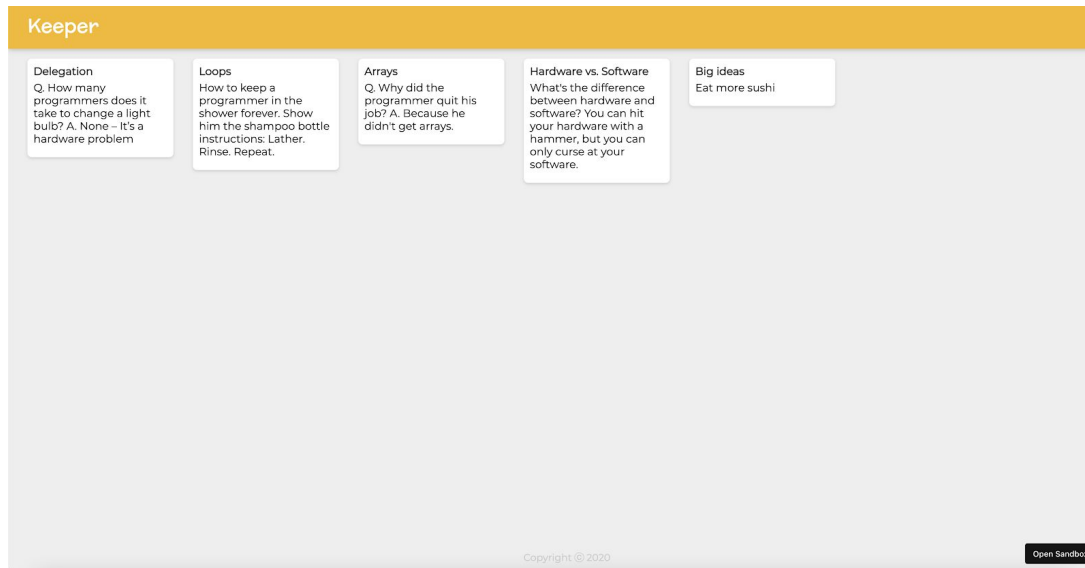 Keeper
Delegation
Q. How many
programmers does it
take to change a light
bulb? A. None – It’s a
hardware problem
Loops
How to keep a
programmer in the
shower forever. Show
him the shampoo bottle
instructions: Lather.
Rinse. Repeat.
Arrays
Q. Why did the
programmer quit his
job? A. Because he
didn't get arrays.
Hardware vs. Software
What's the difference
between hardware and
software? You can hit
your hardware with a
hammer, but you can
only curse at your
software.
Big ideas
Eat more sushi
Copyright ⓒ 2020
Open Sandbox